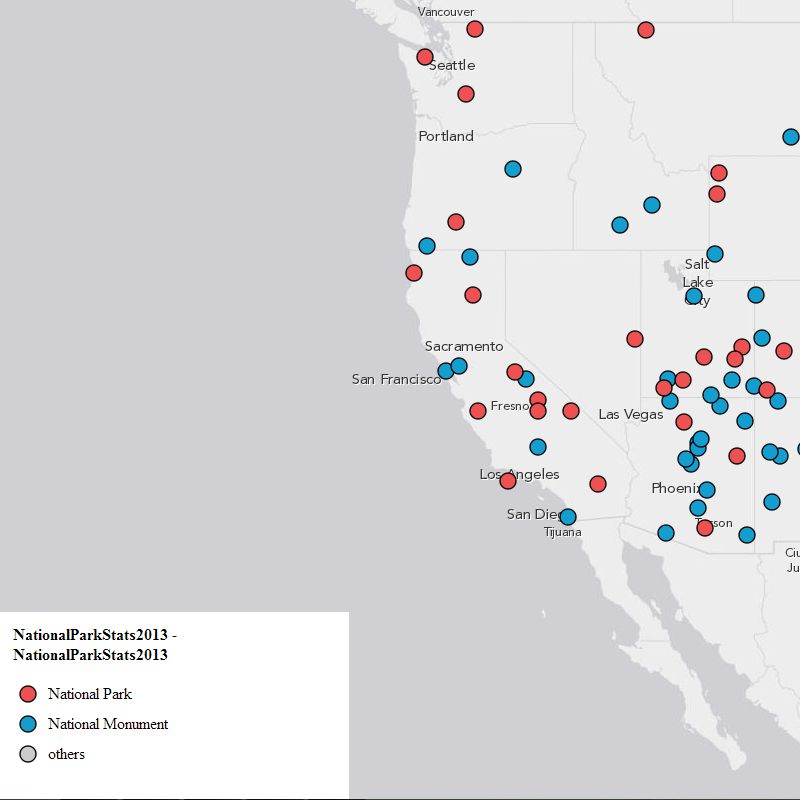 Vancouver
Seattle
Portland
Salt
Lake
City
Sacramento
San Francisco
Fresno
Las Vegas
Los Angeles
Phoenix
San Diego
Tucson
Tijuana
Ciu
Ju
NationalParkStats2013 -
NationalParkStats2013
National Park
National Monument
others